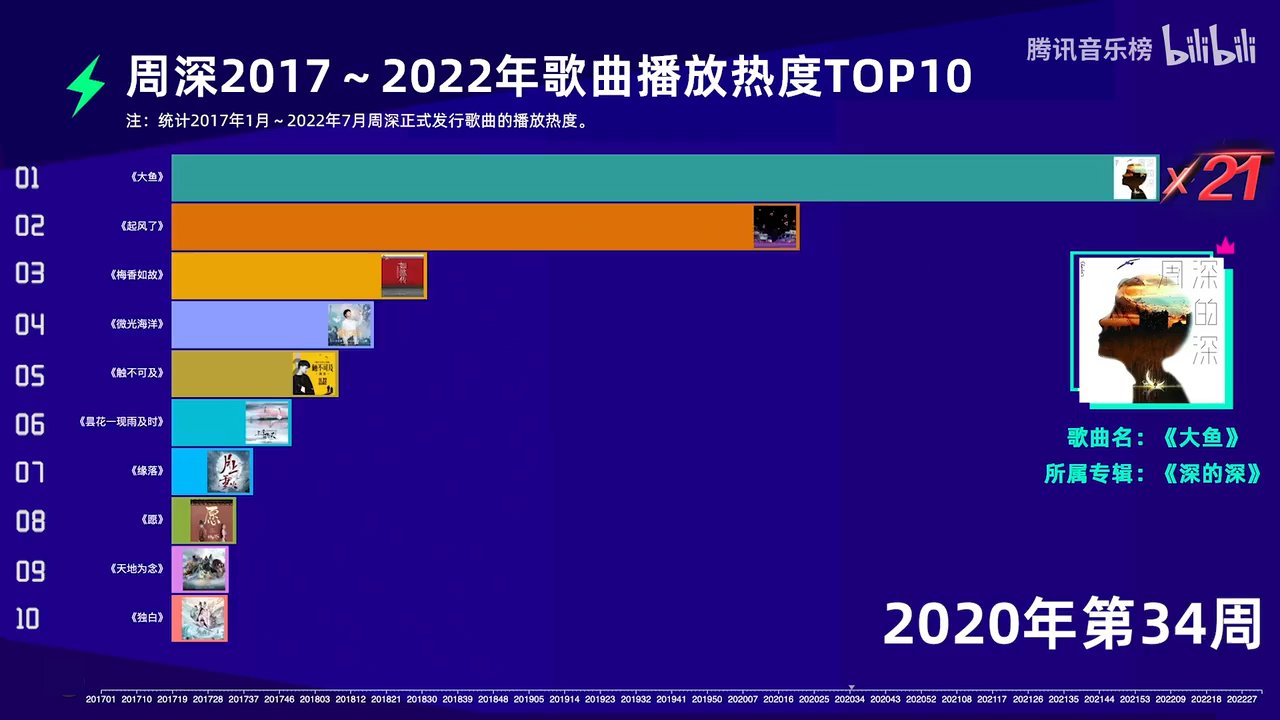 腾讯音乐榜 bilibili
周深2017～2022年歌曲播放热度TOP10
注：统计2017年1月～2022年7月周深正式发行歌曲的播放热度。
01 《大鱼》 x21
02 《起风了》
03 《梅香如故》
04 《微光海洋》
05 《触不可及》
06 《昙花一现雨及时》
07 《缘落》
08 《愿》
09 《天地为念》
10 《独白》
周深的深
歌曲名：《大鱼》
所属专辑：《深的深》
2020年第34周
201701 201710 201719 201728 201737 201746 201803 201812 201821 201830 201839 201848 201905 201914 201923 201932 201941 201950 202007 202016 202025 202034 202043 202052 202108 202117 202126 202135 202144 202153 202209 202218 202227